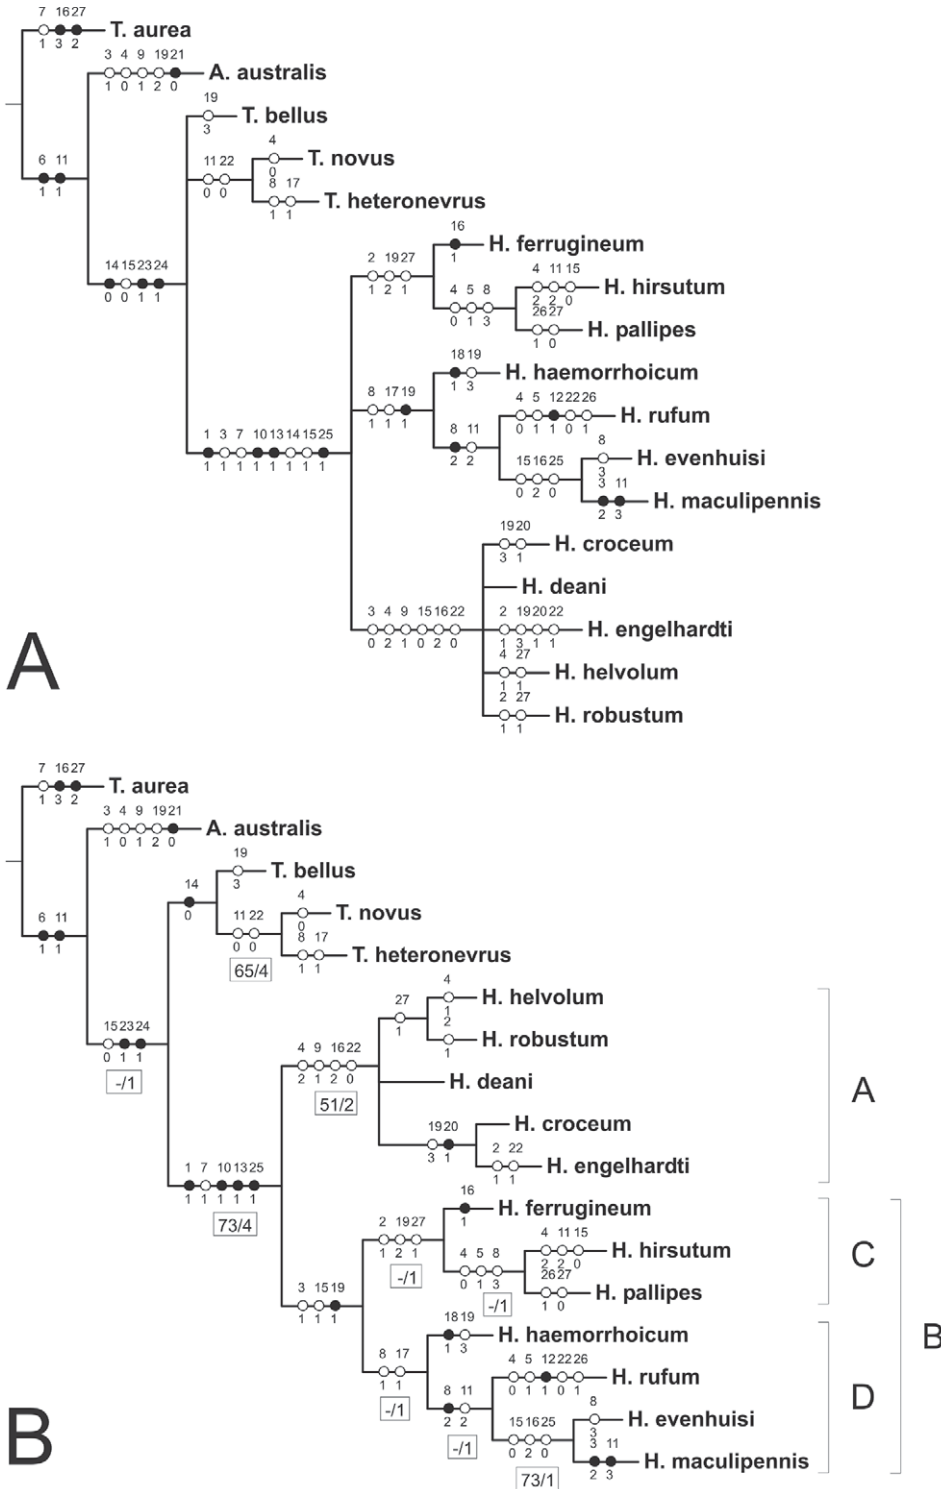 7 16 27
1 3 2
T. aurea
3 4 9 19 21
1 0 1 2 0
A. australis
19
3
T. bellus
6 11
1 1
4
0
T. novus
11 22
0 0
8 17
1 1
T. heteronevrus
16
1
H. ferrugineum
2 19 27
1 2 1
14 15 23 24
0 0 1 1
4 11 15
2 2 0
H. hirsutum
4 5 8
0 1 3
26 27
1 0
H. pallipes
18 19
1 3
H. haemorrhoicum
8 17 19
1 1 1
4 5 12 22 26
0 1 1 0 1
H. rufum
8 11
2 2
1 3 7 10 13 14 15 25
1 1 1 1 1 1 1 1
8
3
H. evenhuisi
15 16 25
0 2 0
3 11
2 3
H. maculipennis
19 20
3 1
H. croceum
H. deani
3 4 9 15 16 22
0 2 1 0 2 0
2 19 20 22
1 3 1 1
H. engelhardti
4 27
1 1
H. helvolum
2 27
1 1
H. robustum
A
7 16 27
1 3 2
T. aurea
3 4 9 19 21
1 0 1 2 0
A. australis
19
3
T. bellus
14
0
6 11
1 1
4
0
T. novus
11 22
0 0
65/4
8 17
1 1
T. heteronevrus
4
1
H. helvolum
27
1
2
1
H. robustum
15 23 24
0 1 1
-/1
4 9 16 22
2 1 2 0
51/2
H. deani
A
H. croceum
19 20
3 1
2 22
1 1
H. engelhardti
1 7 10 13 25
1 1 1 1 1
73/4
16
1
H. ferrugineum
2 19 27
1 2 1
-/1
4 11 15
2 2 0
H. hirsutum
C
4 5 8
0 1 3
-/1
26 27
1 0
H. pallipes
3 15 19
1 1 1
18 19
1 3
H. haemorrhoicum
B
8 17
1 1
-/1
4 5 12 22 26
0 1 1 0 1
H. rufum
D
8 11
2 2
-/1
8
3
H. evenhuisi
15 16 25
0 2 0
73/1
3 11
2 3
H. maculipennis
B